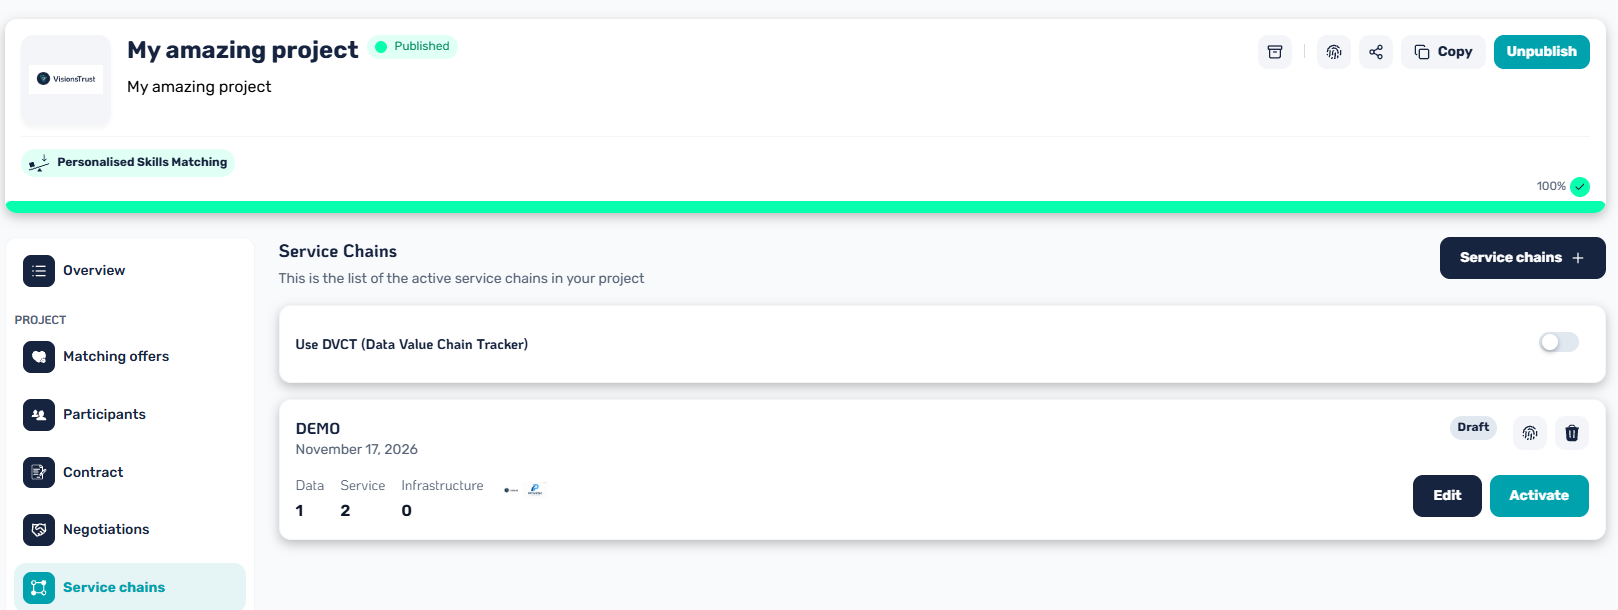 VisionsTrust
My amazing project
Published
Copy
Unpublish
My amazing project
Personalised Skills Matching
100%
Overview
PROJECT
Matching offers
Participants
Contract
Negotiations
Service chains
Service Chains
This is the list of the active service chains in your project
Service chains +
Use DVCT (Data Value Chain Tracker)
DEMO
November 17, 2026
Draft
Data Service Infrastructure
1 2 0
Edit
Activate